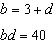 b = 3 + d
bd = 40